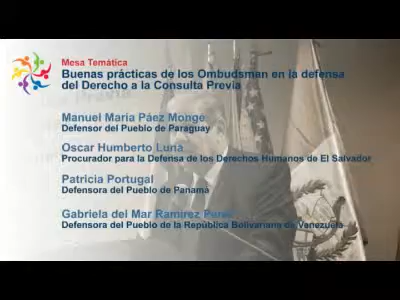 Mesa Temática
Buenas prácticas de los Ombudsman en la defensa
del Derecho a la Consulta Previa
Manuel María Páez Monge
Defensor del Pueblo de Paraguay
Oscar Humberto Luna
Procurador para la Defensa de los Derechos Humanos de El Salvador
Patricia Portugal
Defensora del Pueblo de Panamá
Gabriela del Mar Ramírez
Defensora del Pueblo de la República Bolivariana de Venezuela